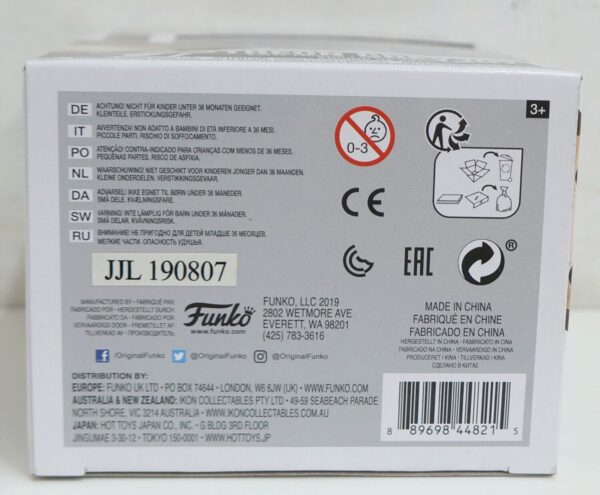 DE ACHTUNG! NICHT FÜR KINDER UNTER 36 MONATEN GEEIGNET.
KLEINTEILE. ERSTICKUNGSGEFAHR.
IT AVVERTENZA! NON ADATTO A BAMBINI DI ETÀ INFERIORE A 36 MESI.
PICCOLE PARTI. RISCHIO DI SOFFOCAMENTO.
PO ATENÇÃO! CONTRA-INDICADO PARA CRIANÇAS COM MENOS DE 36 MESES.
PEQUENAS PARTES. RISCO DE ASFIXIA.
NL WAARSCHUWING! NIET GESCHIKT VOOR KINDEREN JONGER DAN 36 MAANDEN.
KLEINE ONDERDELEN. VERSTIKKINGSGEVAAR.
DA ADVARSEL! IKKE EGNET TIL BØRN UNDER 36 MÅNEDER.
SMÅ DELE. KVÆLNINGSFARE.
SW VARNING! INTE LÄMPLIG FÖR BARN UNDER 36 MÅNADER.
SMÅ DELAR. KVÄVNINGSRISK.
RU ВНИМАНИЕ! НЕ ПРИГОДНО ДЛЯ ДЕТЕЙ МЛАДШЕ 36 МЕСЯЦЕВ.
МЕЛКИЕ ЧАСТИ. ОПАСНОСТЬ УДУШЬЯ.
0-3
3+
CE
EAC
®
JJL 190807
MANUFACTURED BY • FABRIQUÉ PAR:
FABRICADO POR • HERGESTELLT DURCH:
FABBRICATO DA • FABRICADO POR:
VERVAARDIGD DOOR • FREMSTILLET AF:
TILLVERKAD AV • ПРОИЗВОДИТЕЛЬ:
Funko
www.funko.com
FUNKO, LLC 2019
2802 WETMORE AVE
EVERETT, WA 98201
(425) 783-3616
MADE IN CHINA
FABRIQUÉ EN CHINE
FABRICADO EN CHINA
HERGESTELLT IN CHINA • FABBRICATO IN CINA
FABRICADO NA CHINA • VERVAARDIGD IN CHINA
PRODUCERET I KINA • TILLVERKAD I KINA
СДЕЛАНО В КИТАЕ
/OriginalFunko @OriginalFunko @OriginalFunko
DISTRIBUTION BY:
EUROPE: FUNKO UK LTD • PO BOX 74644 • LONDON, W6 6JW (UK) • WWW.FUNKO.COM
AUSTRALIA & NEW ZEALAND: IKON COLLECTABLES PTY LTD • 49-59 SEABEACH PARADE
NORTH SHORE, VIC 3214 AUSTRALIA • WWW.IKONCOLLECTABLES.COM.AU
JAPAN: HOT TOYS JAPAN CO., INC. • G BLDG 3RD FLOOR
JINGUMAE 3-30-12 • TOKYO 150-0001 • WWW.HOTTOYS.JP
8 89698 44821 5